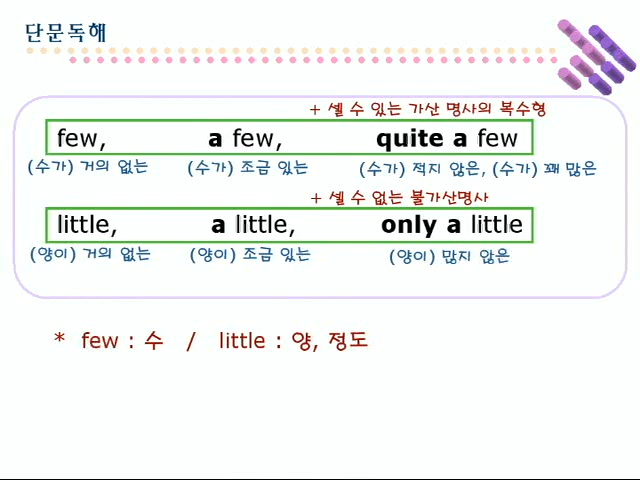 단문독해
+ 셀 수 있는 가산 명사의 복수형
few, a few, quite a few
(수가) 거의 없는 (수가) 조금 있는 (수가) 적지 않은, (수가) 꽤 많은
+ 셀 수 없는 불가산명사
little, a little, only a little
(양이) 거의 없는 (양이) 조금 있는 (양이) 많지 않은
* few : 수 / little : 양, 정도